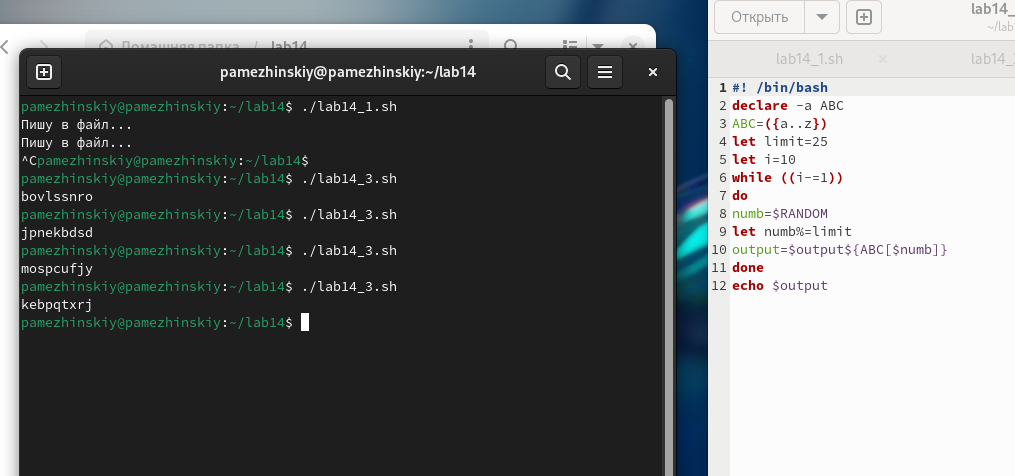 Домашняя папка / lab14
pamezhinskiy@pamezhinskiy:~/lab14
pamezhinskiy@pamezhinskiy:~/lab14$ ./lab14_1.sh
Пишу в файл...
Пишу в файл...
^Cpamezhinskiy@pamezhinskiy:~/lab14$
pamezhinskiy@pamezhinskiy:~/lab14$ ./lab14_3.sh
bovlssnro
pamezhinskiy@pamezhinskiy:~/lab14$ ./lab14_3.sh
jpnekbdsd
pamezhinskiy@pamezhinskiy:~/lab14$ ./lab14_3.sh
mospcufjy
pamezhinskiy@pamezhinskiy:~/lab14$ ./lab14_3.sh
kebpqtxrj
pamezhinskiy@pamezhinskiy:~/lab14$
Открыть
lab14_
~/lab
lab14_1.sh
lab14_
1 #! /bin/bash
2 declare -a ABC
3 ABC=({a..z})
4 let limit=25
5 let i=10
6 while ((i-=1))
7 do
8 numb=$RANDOM
9 let numb%=limit
10 output=$output${ABC[$numb]}
11 done
12 echo $output